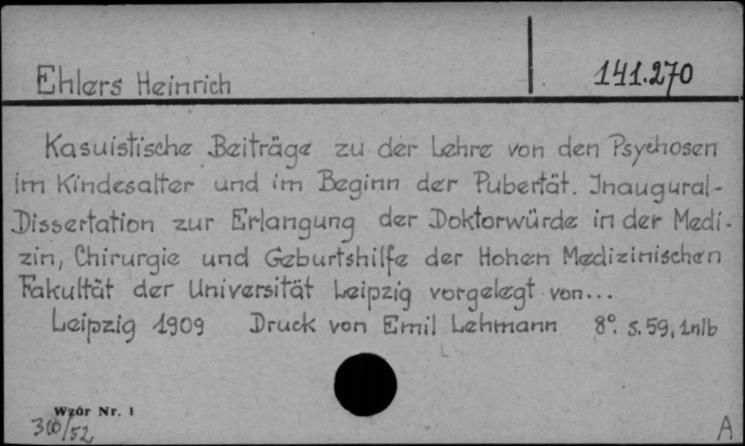 Ehlers Heinrich 141.270
Kasuistische Beiträge zu der Lehre von den Psychosen
im Kindesalter und im Beginn der Pubertät. Inaugural-
Dissertation zur Erlangung der Doktorwürde in der Medi-
zin, Chirurgie und Geburtshilfe der Hohen Medizinischen
Fakultät der Universität Leipzig vorgelegt von...
Leipzig 1909 Druck von Emil Lehmann 8°. s. 59, 1nlb
Wzór Nr. 1
300/52
A